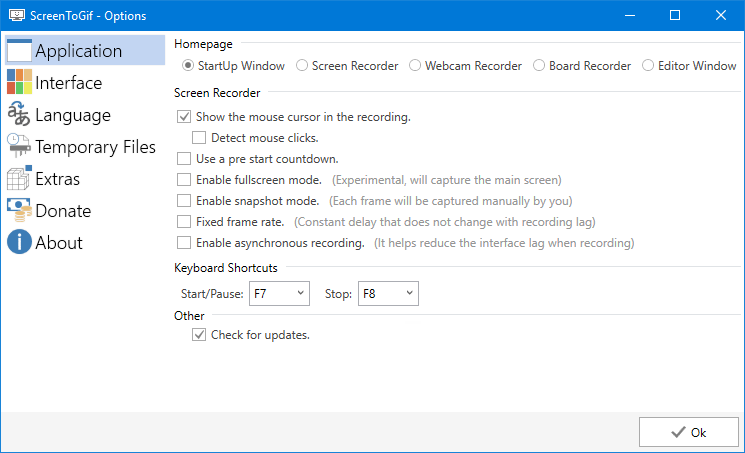 ScreenToGif - Options
Application
Interface
Language
Temporary Files
Extras
Donate
About
Homepage
StartUp Window Screen Recorder Webcam Recorder Board Recorder Editor Window
Screen Recorder
Show the mouse cursor in the recording.
Detect mouse clicks.
Use a pre start countdown.
Enable fullscreen mode. (Experimental, will capture the main screen)
Enable snapshot mode. (Each frame will be captured manually by you)
Fixed frame rate. (Constant delay that does not change with recording lag)
Enable asynchronous recording. (It helps reduce the interface lag when recording)
Keyboard Shortcuts
Start/Pause: F7 Stop: F8
Other
Check for updates.
Ok